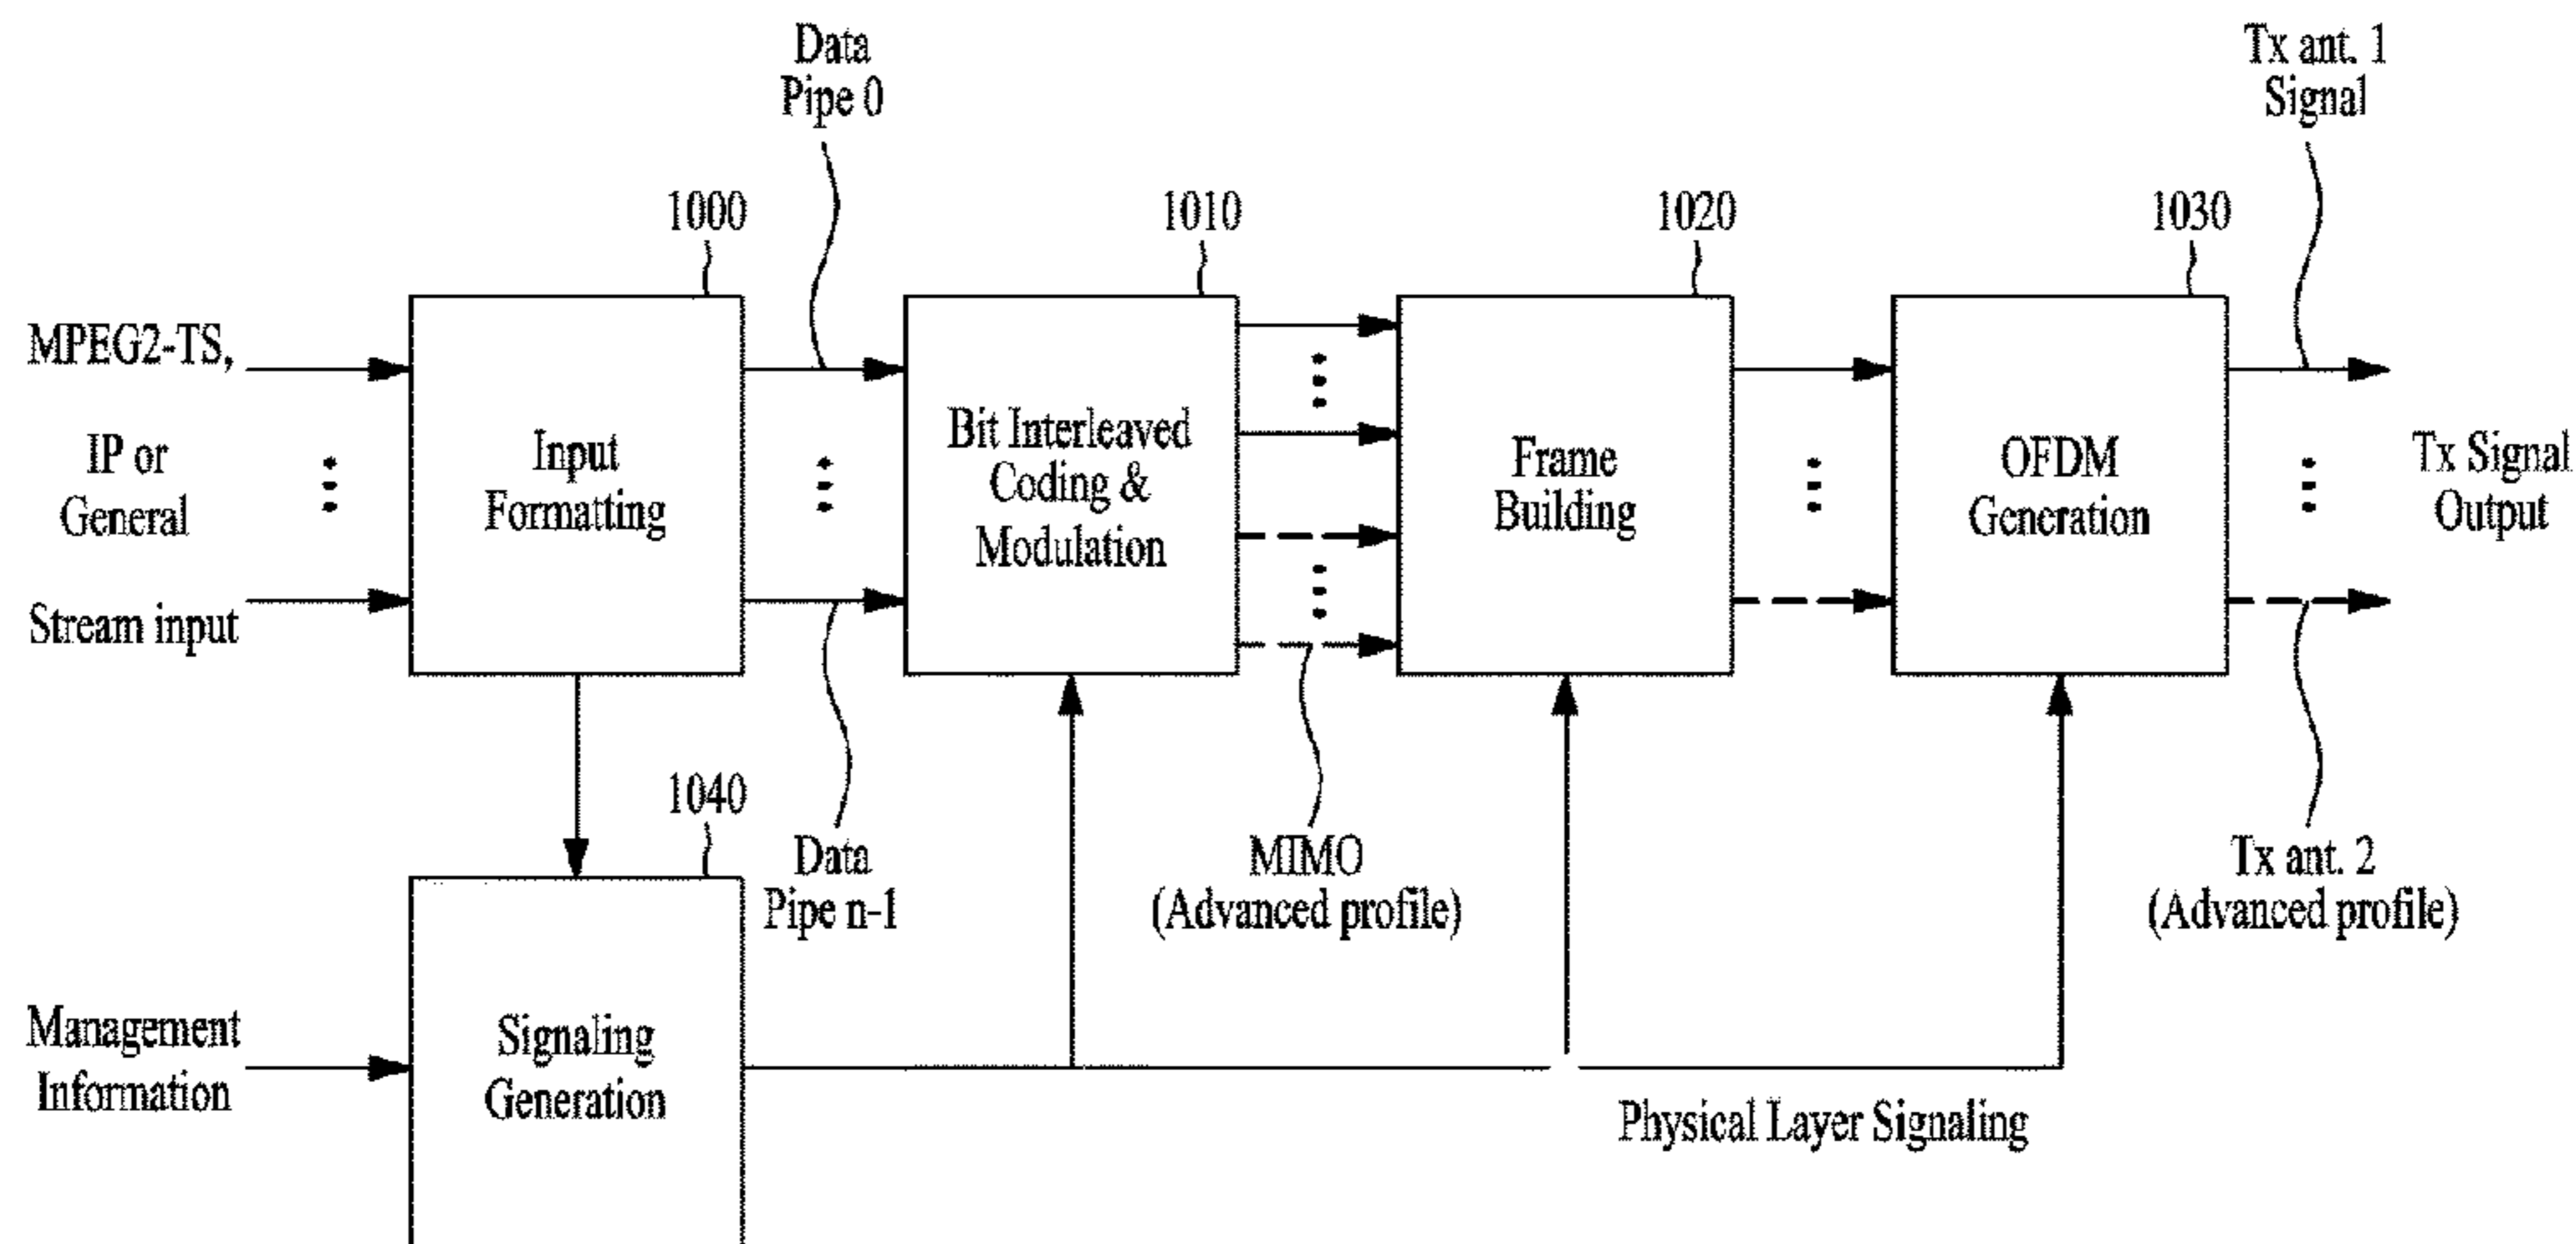 Data
Pipe 0
Tx ant. 1
Signal
1000
1010
1020
1030
MPEG2-TS,
IP or
General
Stream input
Input
Formatting
Bit Interleaved
Coding &
Modulation
Frame
Building
OFDM
Generation
Tx Signal
Output
1040
Data
Pipe n-1
MIMO
(Advanced profile)
Tx ant. 2
(Advanced profile)
Management
Information
Signaling
Generation
Physical Layer Signaling